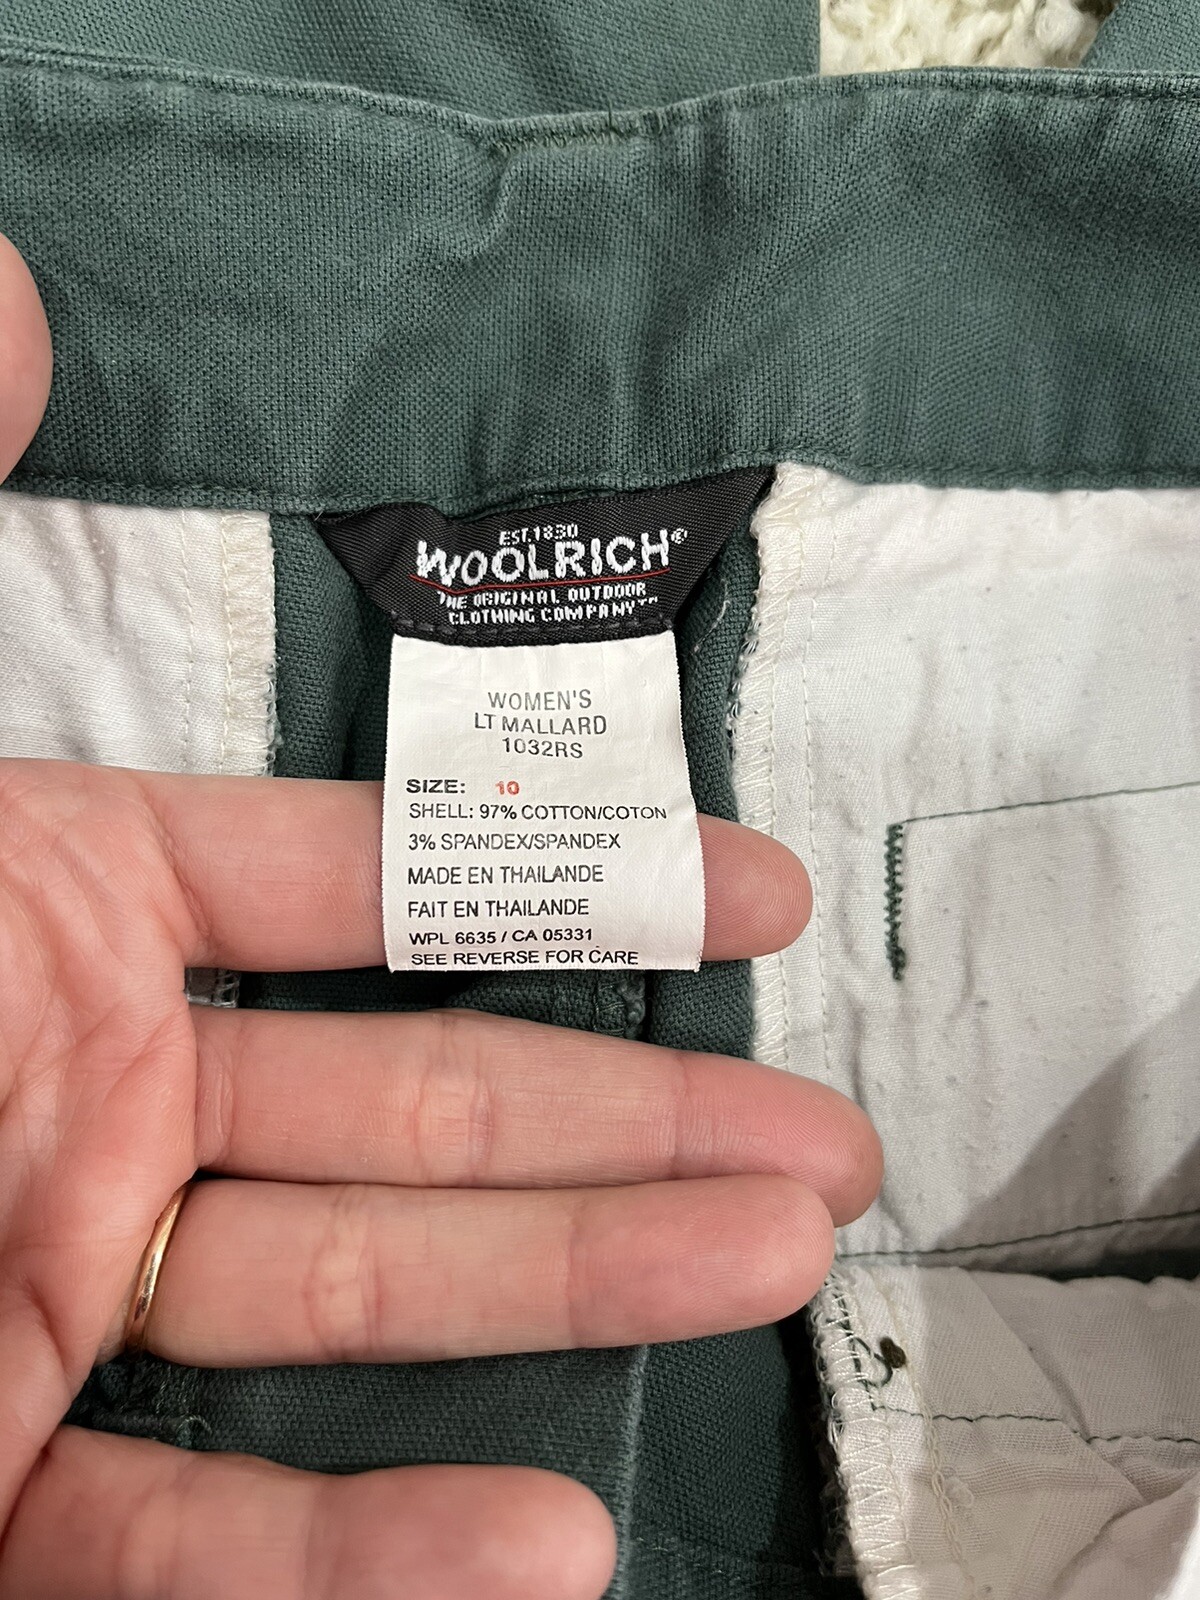 EST.1830
WOOLRICH®
THE ORIGINAL OUTDOOR
CLOTHING COMPANY™
WOMEN'S
LT MALLARD
1032RS
SIZE: 10
SHELL: 97% COTTON/COTON
3% SPANDEX/SPANDEX
MADE EN THAILANDE
FAIT EN THAILANDE
WPL 6635 / CA 05331
SEE REVERSE FOR CARE